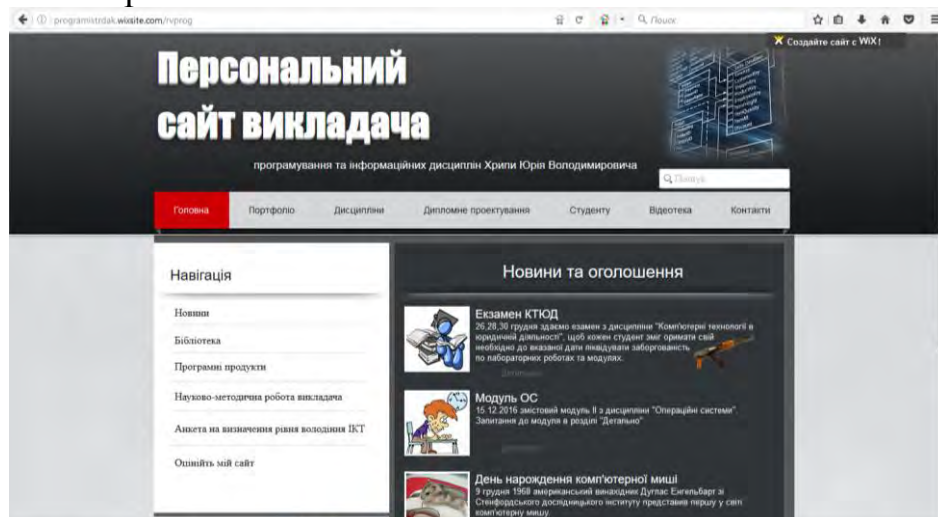 programistrdak.wixsite.com/rvprog
Поиск
Создайте сайт с WiX!
Персональний
сайт викладача
програмування та інформаційних дисциплін Хрипи Юрія Володимировича
Пошук
Головна Портфоліо Дисципліни Дипломне проектування Студенту Відеотека Контакти
Навігація
Новини
Бібліотека
Програмні продукти
Науково-методична робота викладача
Анкета на визначення рівня володіння ІКТ
Оцініть мій сайт
Новини та оголошення
Екзамен КТЮД
26,28,30 грудня здаємо езамен з дисципліни "Комп'ютерні технології в
юридичній діяльності", щоб кожен студент зміг оримати свій
необхідно до вказаної дати ліквідувати заборгованість
по лабораторних роботах та модулях.
Детальніше
Модуль ОС
15.12.2016 змістовий модуль ІІ з дисципліни "Операційні системи".
Запитання до модуля в розділі "Детально"
День нарождення комп'ютерної миші
9 грудня 1968 американський винахідник Дуглас Енгельбарт зі
Стенфордського дослідницького інституту представив першу у світі
комп'ютерну мишу.